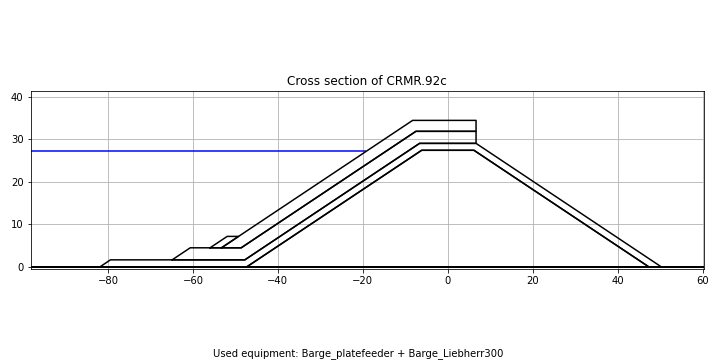 Cross section of CRMR.92c
40
30
20
10
0
−80 −60 −40 −20 0 20 40 60
Used equipment: Barge_platefeeder + Barge_Liebherr300